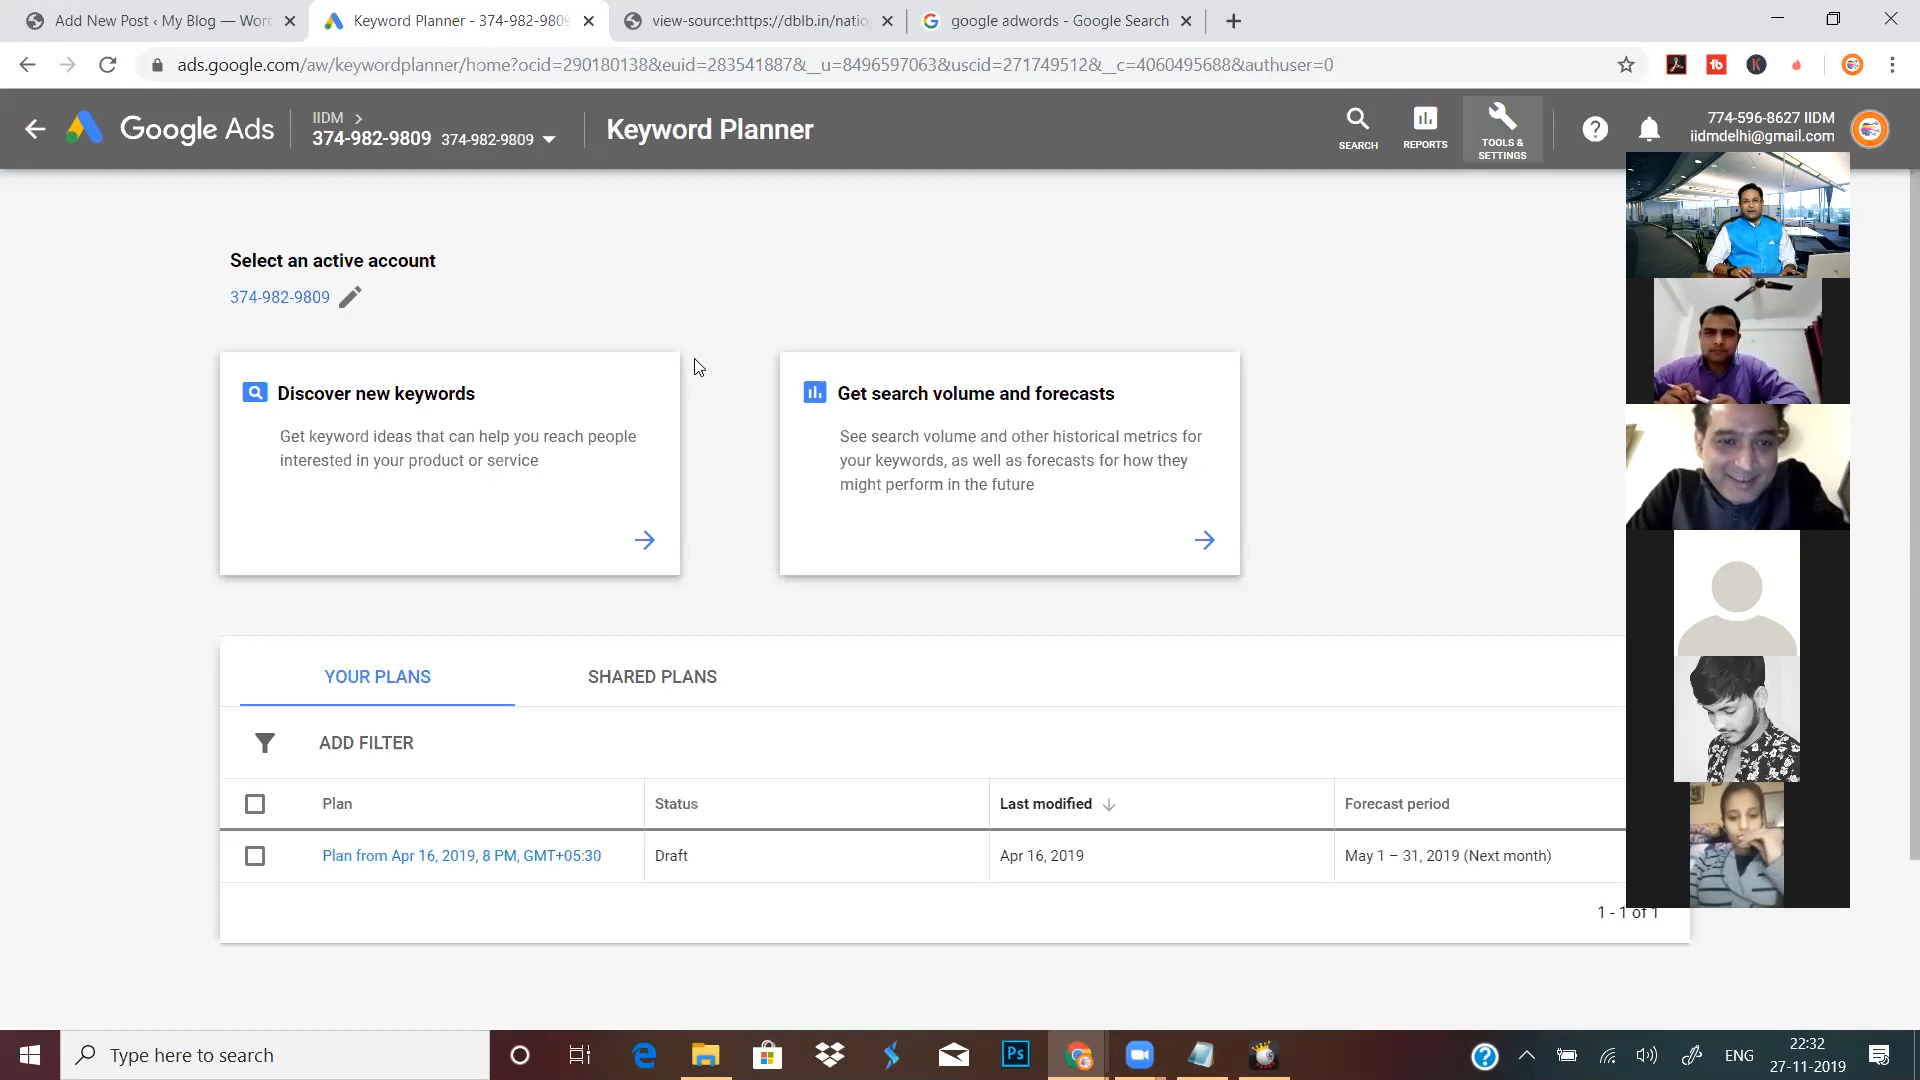 Add New Post ‹ My Blog — Worc
Keyword Planner - 374-982-9809
view-source:https://dblb.in/natio
google adwords - Google Search
ads.google.com/aw/keywordplanner/home?ocid=290180138&euid=283541887&__u=8496597063&uscid=271749512&__c=4060495688&authuser=0
Google Ads
IIDM >
374-982-9809 374-982-9809
Keyword Planner
SEARCH
REPORTS
TOOLS &
SETTINGS
774-596-8627 IIDM
iidmdelhi@gmail.com
Select an active account
374-982-9809
Discover new keywords
Get keyword ideas that can help you reach people
interested in your product or service
Get search volume and forecasts
See search volume and other historical metrics for
your keywords, as well as forecasts for how they
might perform in the future
YOUR PLANS
SHARED PLANS
ADD FILTER
Plan Status Last modified Forecast period
Plan from Apr 16, 2019, 8 PM, GMT+05:30 Draft Apr 16, 2019 May 1 – 31, 2019 (Next month)
1 - 1 of 1
Type here to search
Ps
ENG
22:32
27-11-2019